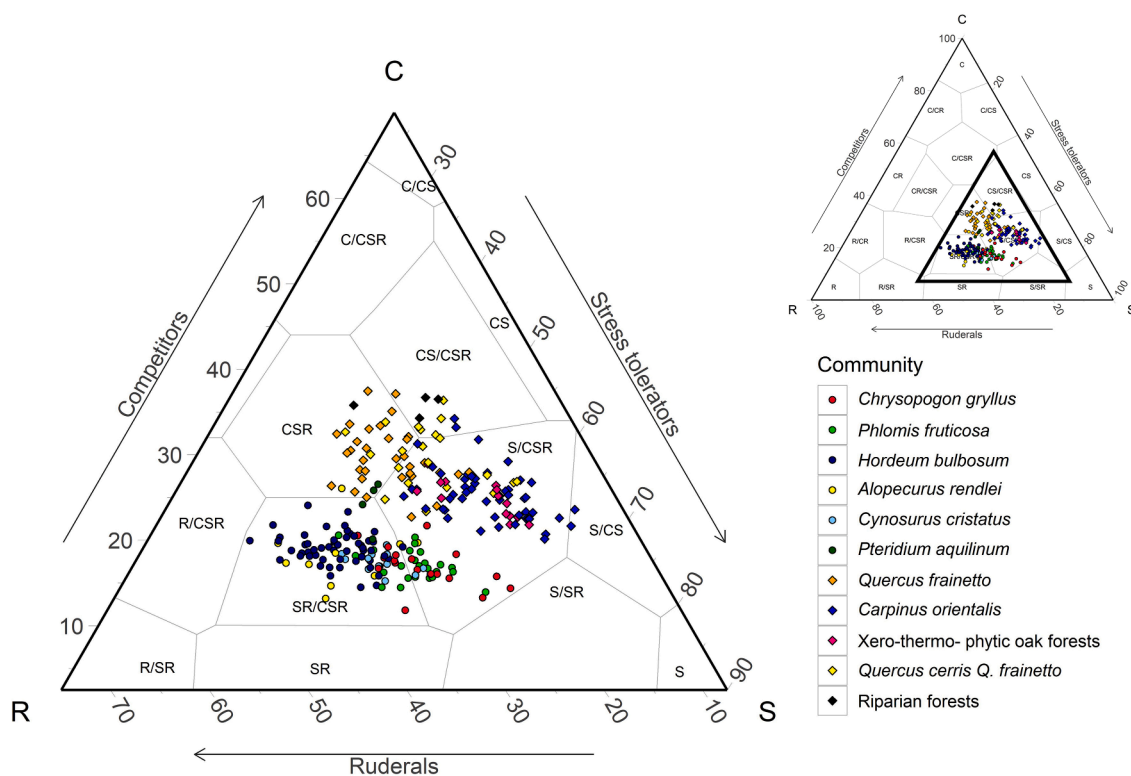 C
Competitors
Stress tolerators
Ruderals
R
S
60
50
40
30
20
10
30
40
50
60
70
80
90
70
60
50
40
30
20
10
C/CS
C/CSR
CS
CS/CSR
CSR
S/CSR
R/CSR
S/CS
SR/CSR
S/SR
R/SR
SR
S
C
100
80
60
40
20
20
40
60
80
100
100
80
60
40
20
Competitors
Stress tolerators
Ruderals
R
S
C
C/CR
C/CS
C/CSR
CR
CR/CSR
CS/CSR
CS
R/CR
R/CSR
S/CS
R
R/SR
SR
S/SR
S
Community
Chrysopogon gryllus
Phlomis fruticosa
Hordeum bulbosum
Alopecurus rendlei
Cynosurus cristatus
Pteridium aquilinum
Quercus frainetto
Carpinus orientalis
Xero-thermo- phytic oak forests
Quercus cerris Q. frainetto
Riparian forests